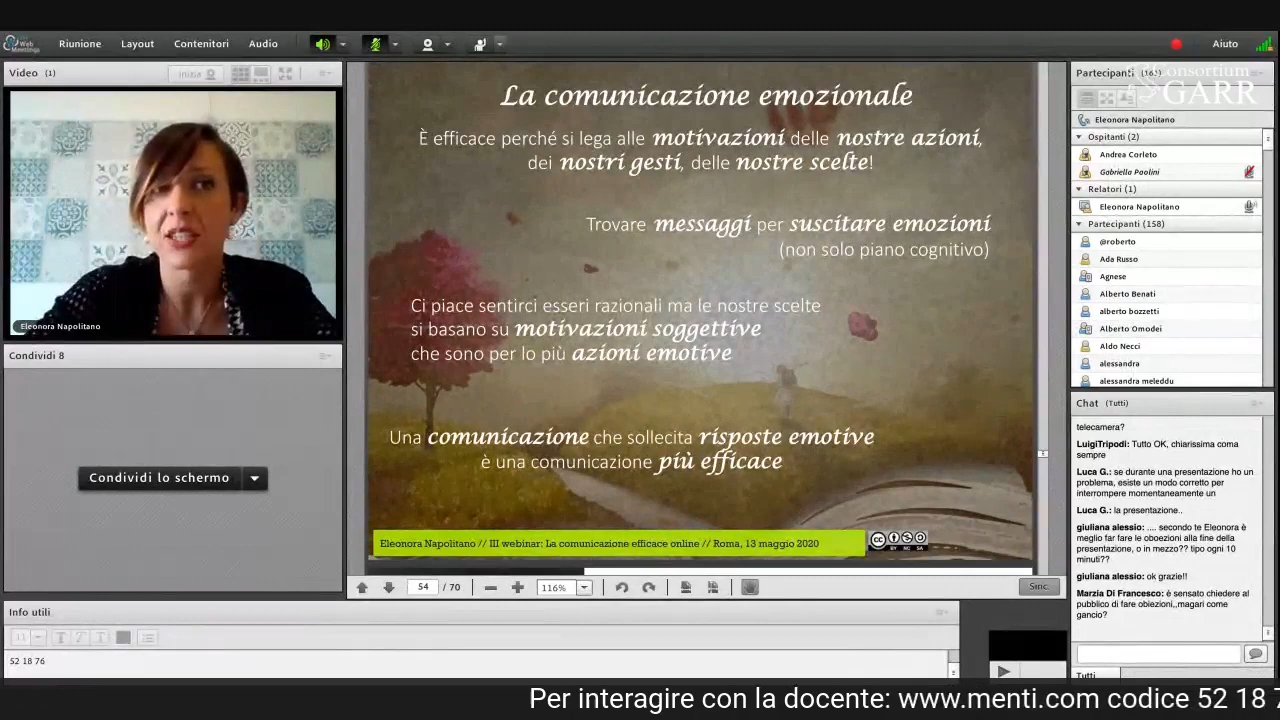 Web
Meetings
Riunione Layout Contenitori Audio Aiuto
Video (1)
Inizia
Eleonora Napolitano
Condividi 8
Condividi lo schermo
La comunicazione emozionale
È efficace perché si lega alle motivazioni delle nostre azioni,
dei nostri gesti, delle nostre scelte!
Trovare messaggi per suscitare emozioni
(non solo piano cognitivo)
Ci piace sentirci esseri razionali ma le nostre scelte
si basano su motivazioni soggettive
che sono per lo più azioni emotive
Una comunicazione che sollecita risposte emotive
è una comunicazione più efficace
Eleonora Napolitano // III webinar: La comunicazione efficace online // Roma, 13 maggio 2020
CC BY NC SA
54 / 70 116% Sinc.
Partecipanti
Consortium
GARR
Eleonora Napolitano
Ospitanti (2)
Andrea Corleto
Gabriella Paolini
Relatori (1)
Eleonora Napolitano
Partecipanti (158)
@roberto
Ada Russo
Agnese
Alberto Benati
alberto bozzetti
Alberto Omodei
Aldo Necci
alessandra
alessandra meleddu
Chat (Tutti)
telecamera?
LuigiTripodi: Tutto OK, chiarissima coma
sempre
Luca G.: se durante una presentazione ho un
problema, esiste un modo corretto per
interrompere momentaneamente un
Luca G.: la presentazione..
giuliana alessio: .... secondo te Eleonora è
meglio far fare le oboezioni alla fine della
presentazione, o in mezzo?? tipo ogni 10
minuti??
giuliana alessio: ok grazie!!
Marzia Di Francesco: è sensato chiedere al
pubblico di fare obiezioni,,magari come
gancio?
Tutti
Info utili
11
52 18 76
Per interagire con la docente: www.menti.com codice 52 18